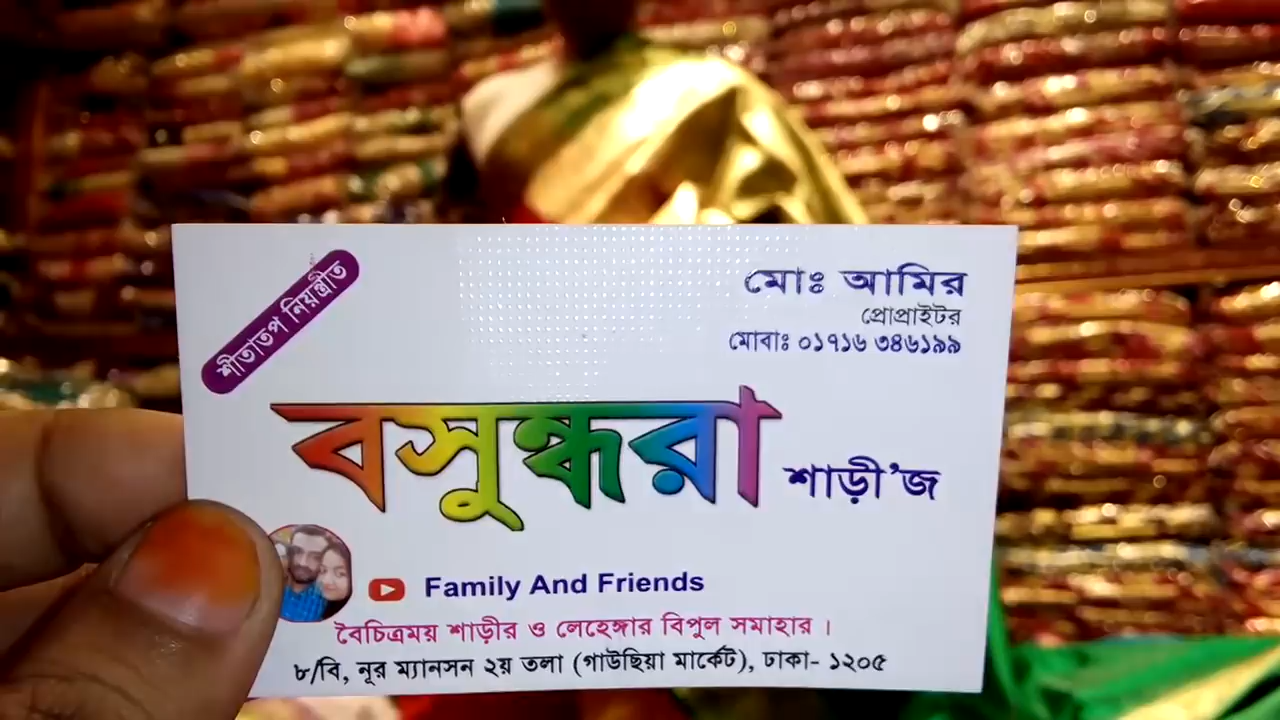 শীতাতপ নিয়ন্ত্রীত
মোঃ আমির
প্রোপ্রাইটর
মোবাঃ ০১৭১৬ ৩৪৬১৯৯
বসুন্ধরা শাড়ী'জ
Family And Friends
বৈচিত্রময় শাড়ীর ও লেহেঙ্গার বিপুল সমাহার।
৮/বি, নূর ম্যানসন ২য় তলা (গাউছিয়া মার্কেট), ঢাকা- ১২০৫